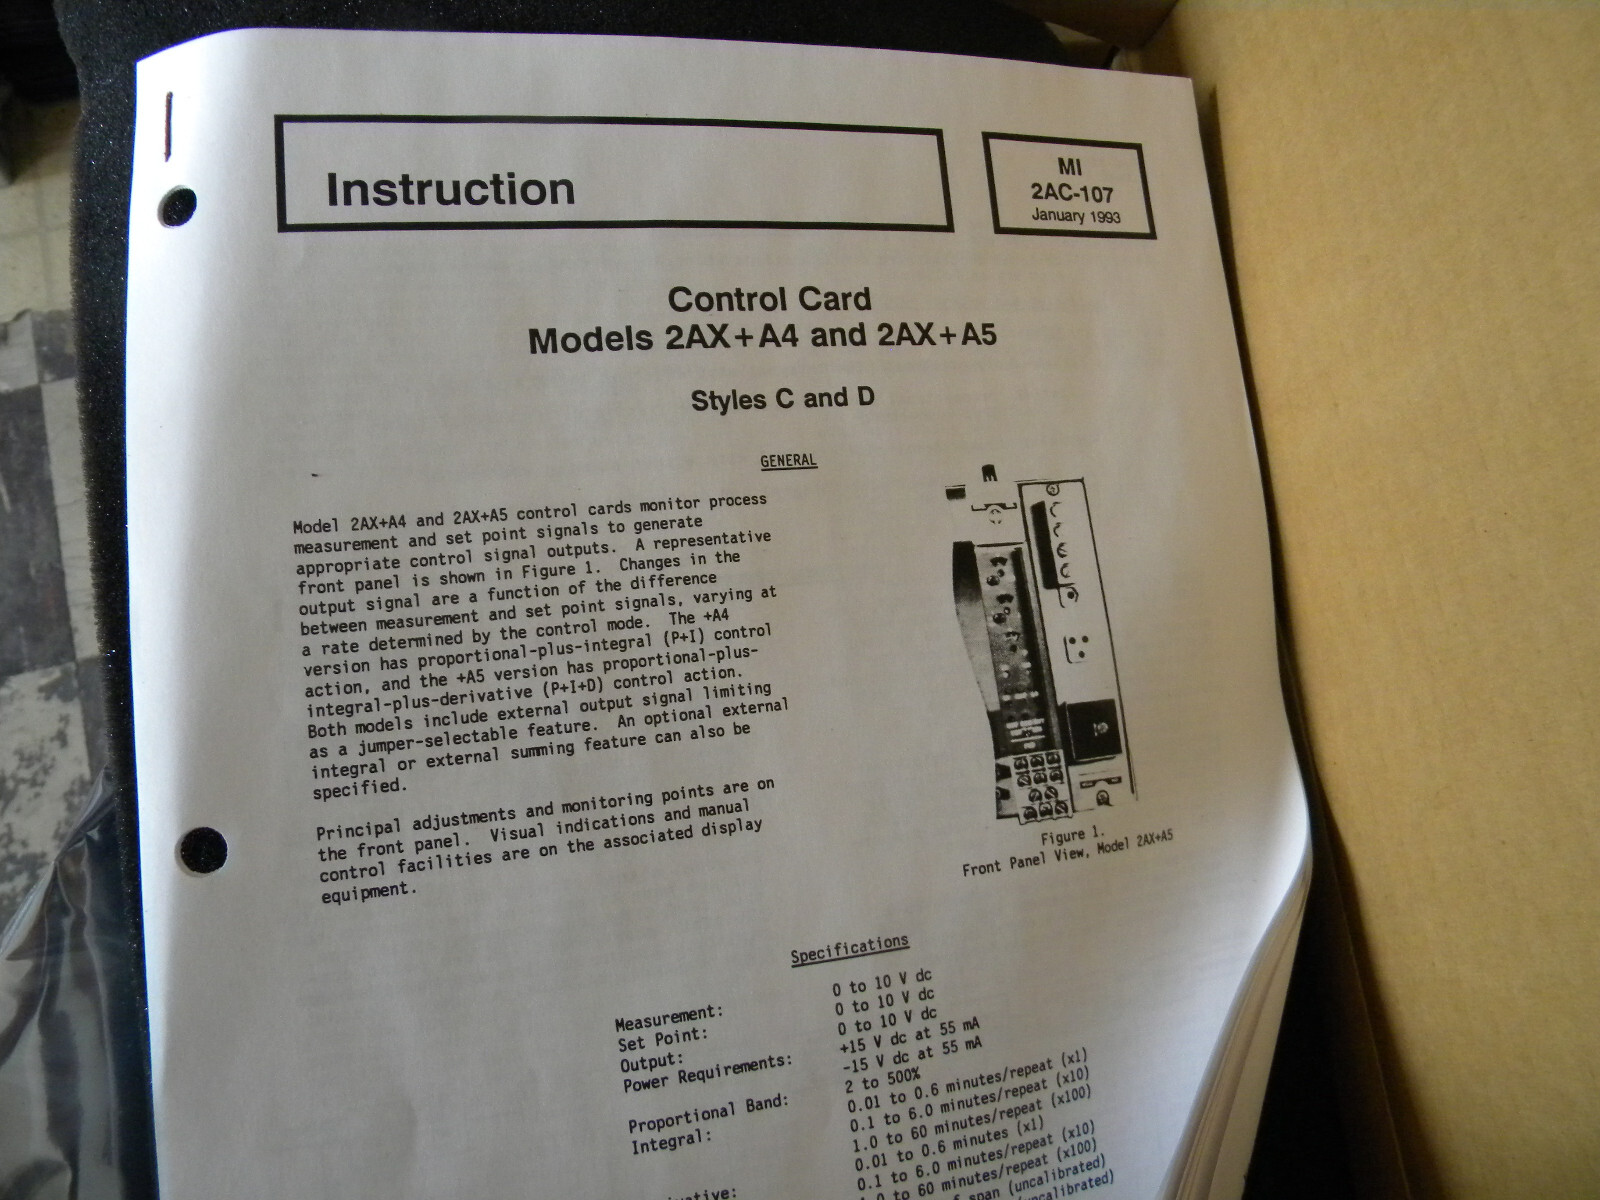 Instruction
MI
2AC-107
January 1993
Control Card
Models 2AX+A4 and 2AX+A5
Styles C and D
GENERAL
Model 2AX+A4 and 2AX+A5 control cards monitor process
measurement and set point signals to generate
appropriate control signal outputs. A representative
front panel is shown in Figure 1. Changes in the
output signal are a function of the difference
between measurement and set point signals, varying at
a rate determined by the control mode. The +A4
version has proportional-plus-integral (P+I) control
action, and the +A5 version has proportional-plus-
integral-plus-derivative (P+I+D) control action.
Both models include external output signal limiting
as a jumper-selectable feature. An optional external
integral or external summing feature can also be
specified.
Principal adjustments and monitoring points are on
the front panel. Visual indications and manual
control facilities are on the associated display
equipment.
Figure 1.
Front Panel View, Model 2AX+A5
Specifications
Measurement: 0 to 10 V dc
Set Point: 0 to 10 V dc
Output: 0 to 10 V dc
Power Requirements: +15 V dc at 55 mA
-15 V dc at 55 mA
Proportional Band: 2 to 500%
Integral: 0.01 to 0.6 minutes/repeat (x1)
0.1 to 6.0 minutes/repeat (x10)
1.0 to 60 minutes/repeat (x100)
0.01 to 0.6 minutes (x1)
0.1 to 6.0 minutes/repeat (x10)
to 60 minutes/repeat (x100)
span (uncalibrated)